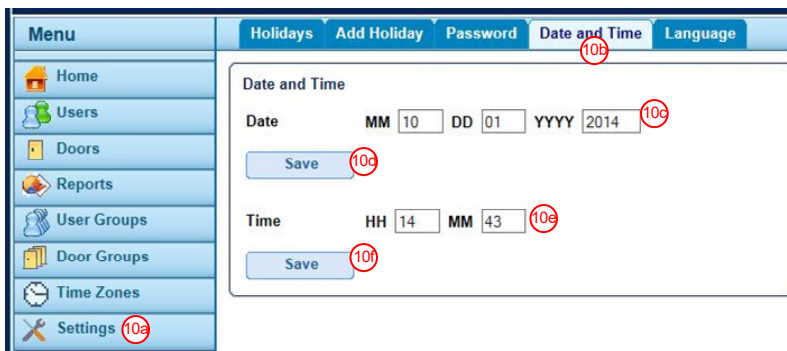 Menu
Holidays Add Holiday Password Date and Time Language
10b
Home
Users
Doors
Reports
User Groups
Door Groups
Time Zones
Settings 10a
Date and Time
Date MM 10 DD 01 YYYY 2014 10c
Save 10d
Time HH 14 MM 43 10e
Save 10f